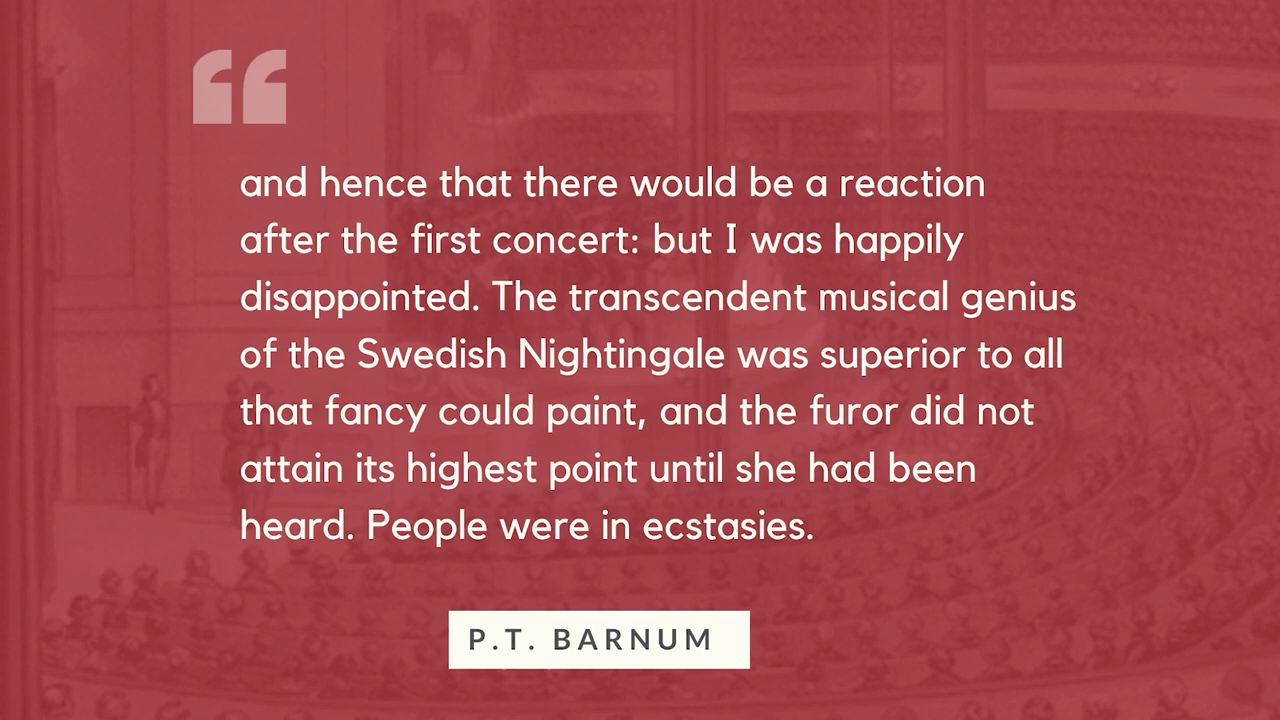 “
and hence that there would be a reaction
after the first concert: but I was happily
disappointed. The transcendent musical genius
of the Swedish Nightingale was superior to all
that fancy could paint, and the furor did not
attain its highest point until she had been
heard. People were in ecstasies.
P.T. BARNUM